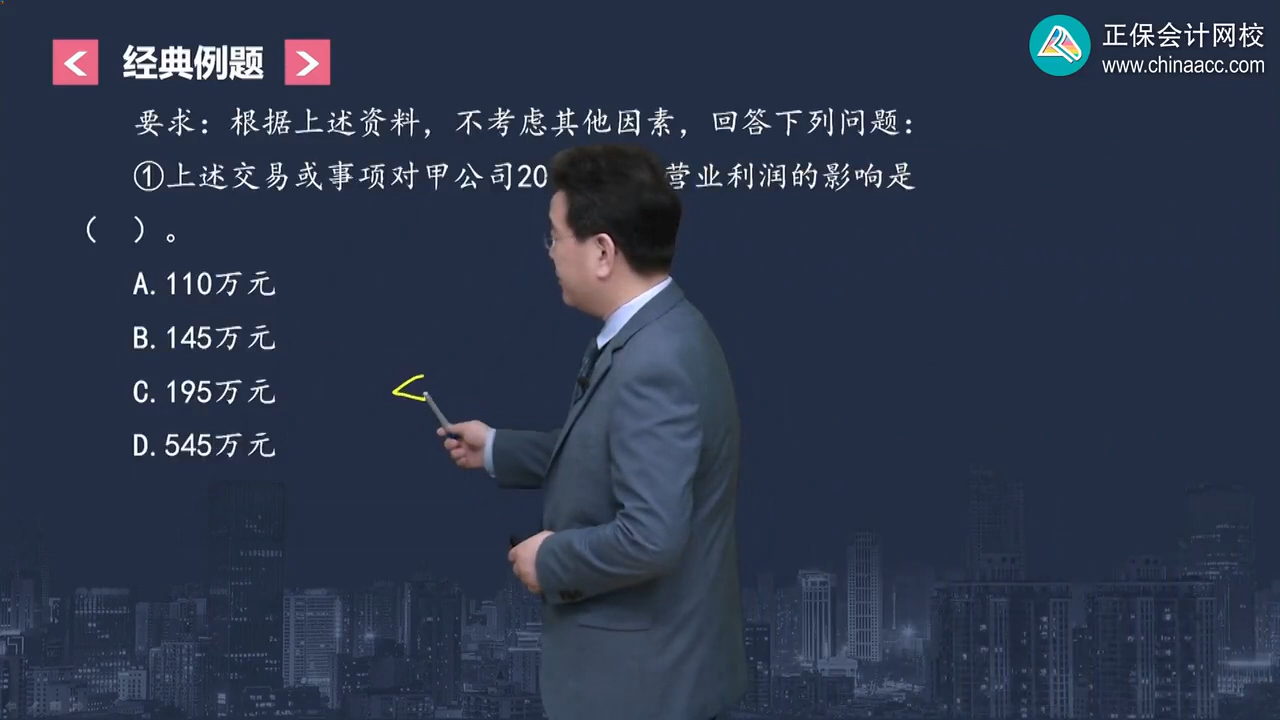 经典例题
正保会计网校
www.chinaacc.com
要求：根据上述资料，不考虑其他因素，回答下列问题：
①上述交易或事项对甲公司20 营业利润的影响是
（ ）。
A.110万元
B.145万元
C.195万元
D.545万元